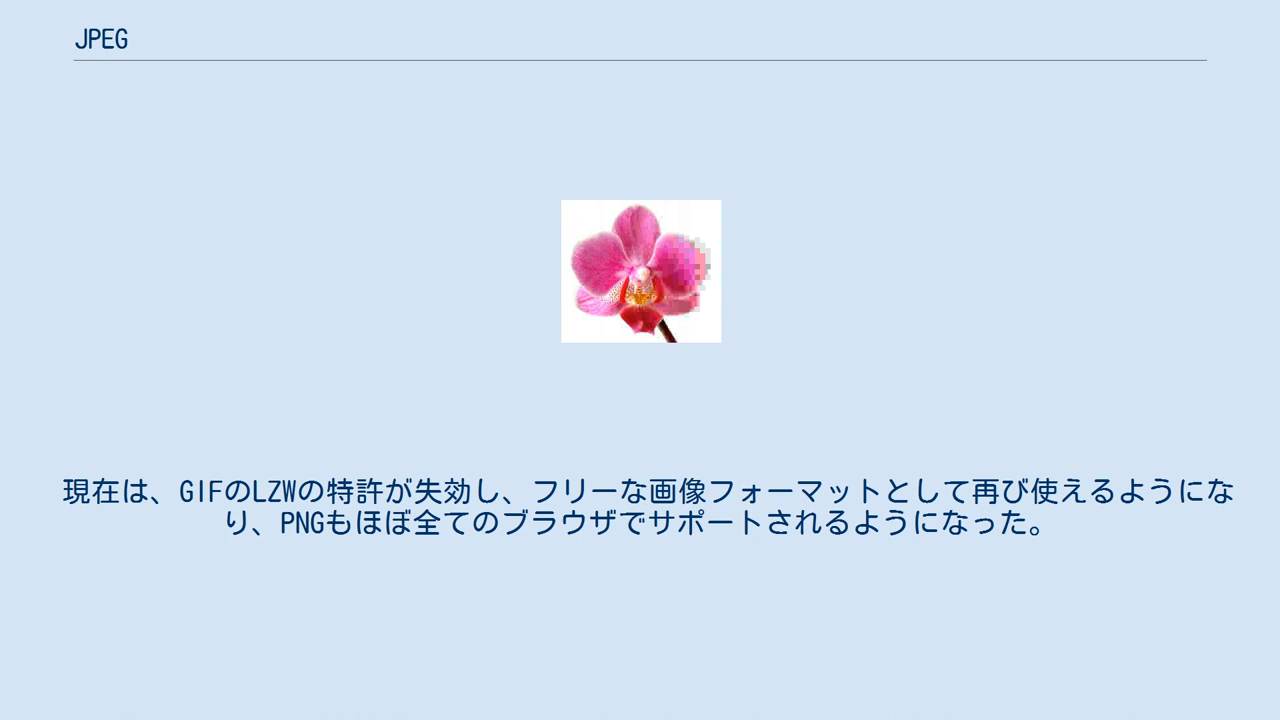 JPEG
現在は、GIFのLZWの特許が失効し、フリーな画像フォーマットとして再び使えるようにな
り、PNGもほぼ全てのブラウザでサポートされるようになった。